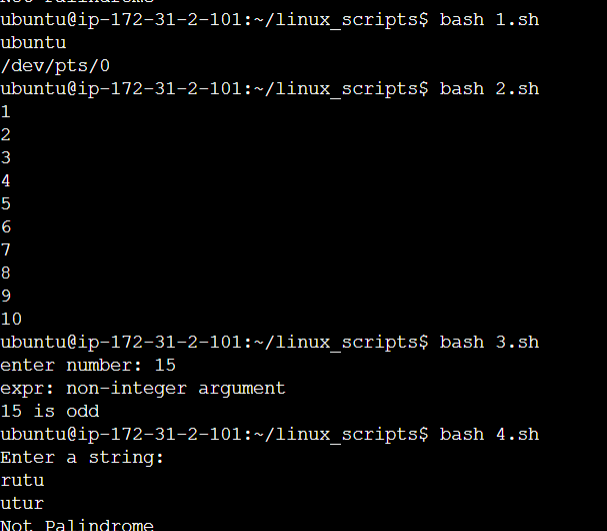 Not Palindrome
ubuntu@ip-172-31-2-101:~/linux_scripts$ bash 1.sh
ubuntu
/dev/pts/0
ubuntu@ip-172-31-2-101:~/linux_scripts$ bash 2.sh
1
2
3
4
5
6
7
8
9
10
ubuntu@ip-172-31-2-101:~/linux_scripts$ bash 3.sh
enter number: 15
expr: non-integer argument
15 is odd
ubuntu@ip-172-31-2-101:~/linux_scripts$ bash 4.sh
Enter a string:
rutu
utur
Not Palindrome